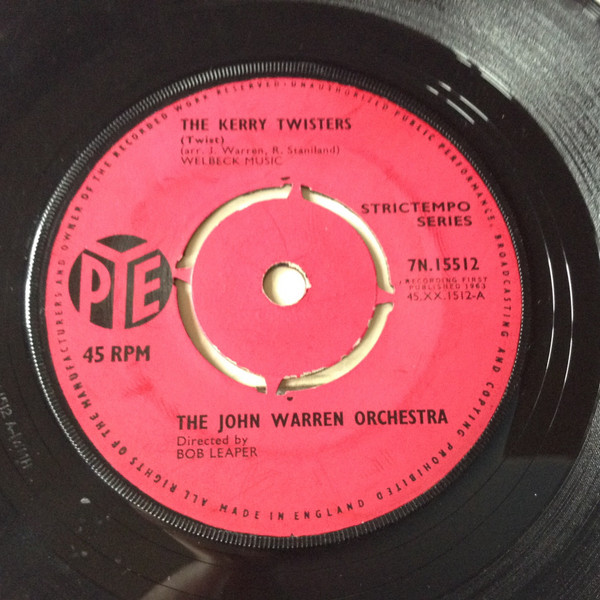 THE KERRY TWISTERS
(Twist)
(arr. J. Warren, R. Staniland)
WELBECK MUSIC
STRICTEMPO
SERIES
7N.15512
RECORDING FIRST
PUBLISHED 1963
45.XX.1512-A
PYE
45 RPM
THE JOHN WARREN ORCHESTRA
Directed by
BOB LEAPER
ALL RIGHTS OF THE MANUFACTURERS AND OWNER OF THE RECORDED WORK RESERVED-UNAUTHORIZED PUBLIC PERFORMANCE, BROADCASTING AND COPYING PROHIBITED
MADE IN ENGLAND